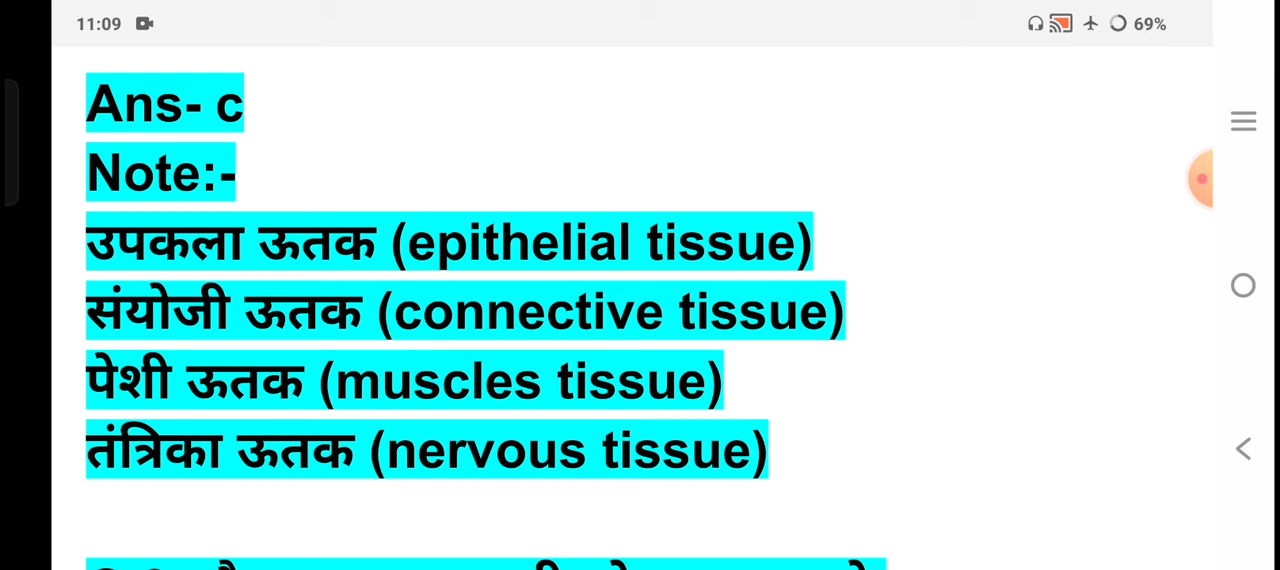 11:09
69%
Ans- c
Note:-
उपकला ऊतक (epithelial tissue)
संयोजी ऊतक (connective tissue)
पेशी ऊतक (muscles tissue)
तंत्रिका ऊतक (nervous tissue)